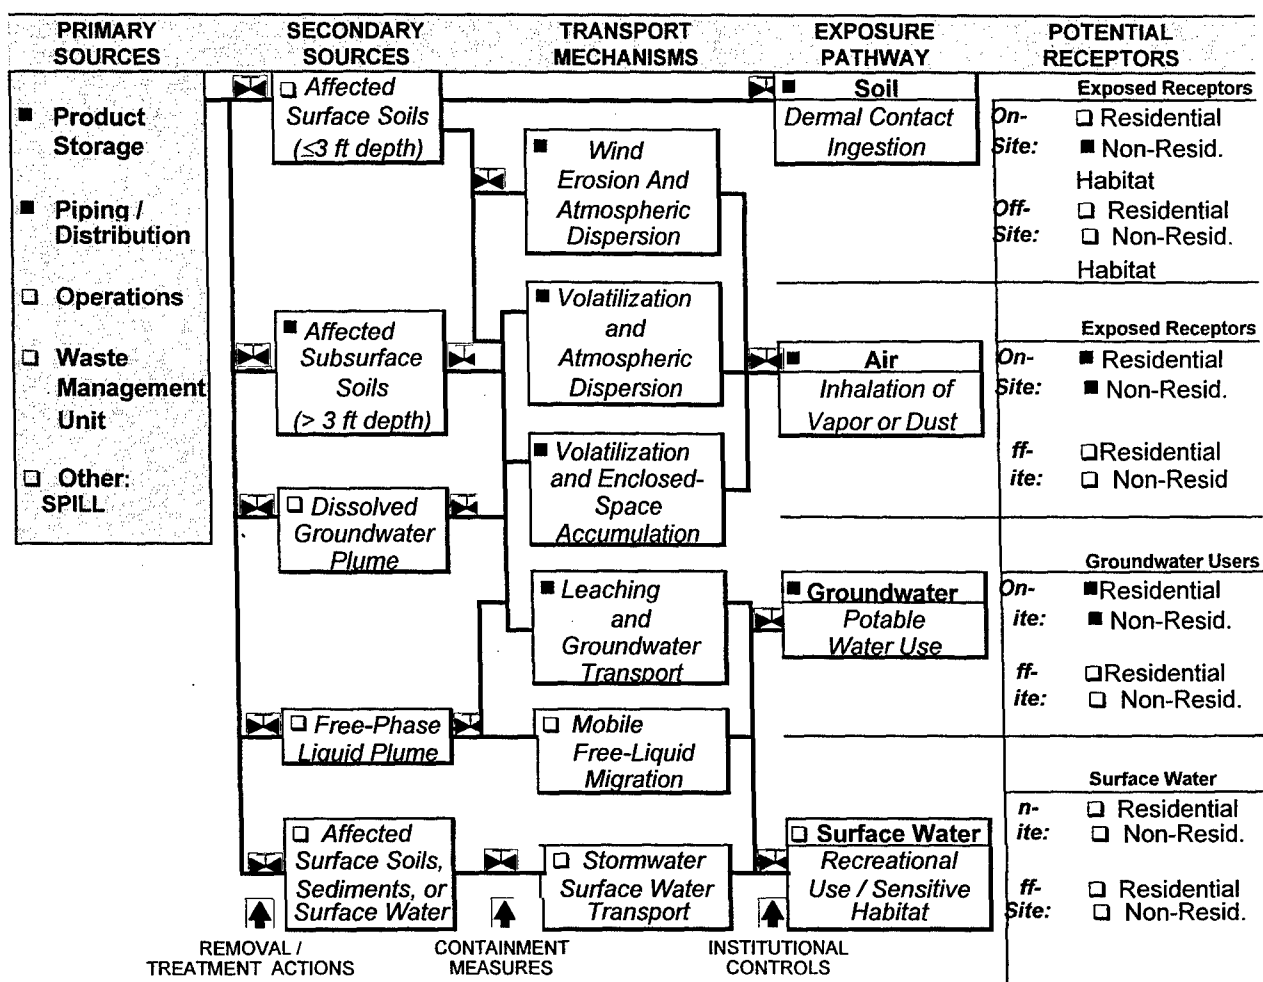 PRIMARY
SOURCES
SECONDARY
SOURCES
TRANSPORT
MECHANISMS
EXPOSURE
PATHWAY
POTENTIAL
RECEPTORS
■ Product
Storage
■ Piping /
Distribution
❑ Operations
❑ Waste
Management
Unit
❑ Other:
SPILL
❑ Affected
Surface Soils
(≤3 ft depth)
■ Affected
Subsurface
Soils
(> 3 ft depth)
❑ Dissolved
Groundwater
Plume
❑ Free-Phase
Liquid Plume
❑ Affected
Surface Soils,
Sediments, or
Surface Water
■ Wind
Erosion And
Atmospheric
Dispersion
■ Volatilization
and
Atmospheric
Dispersion
■ Volatilization
and Enclosed-
Space
Accumulation
■ Leaching
and
Groundwater
Transport
❑ Mobile
Free-Liquid
Migration
❑ Stormwater
Surface Water
Transport
■ Soil
Dermal Contact
Ingestion
■ Air
Inhalation of
Vapor or Dust
■ Groundwater
Potable
Water Use
❑ Surface Water
Recreational
Use / Sensitive
Habitat
Exposed Receptors
On- ❑ Residential
Site: ■ Non-Resid.
Habitat
Off- ❑ Residential
Site: ❑ Non-Resid.
Habitat
Exposed Receptors
On- ■ Residential
Site: ■ Non-Resid.
ff- ❑Residential
ite: ❑ Non-Resid
Groundwater Users
On- ■Residential
ite: ■ Non-Resid.
ff- ❑Residential
ite: ❑ Non-Resid.
Surface Water
n- ❑ Residential
ite: ❑ Non-Resid.
ff- ❑ Residential
Site: ❑ Non-Resid.
REMOVAL /
TREATMENT ACTIONS
CONTAINMENT
MEASURES
INSTITUTIONAL
CONTROLS